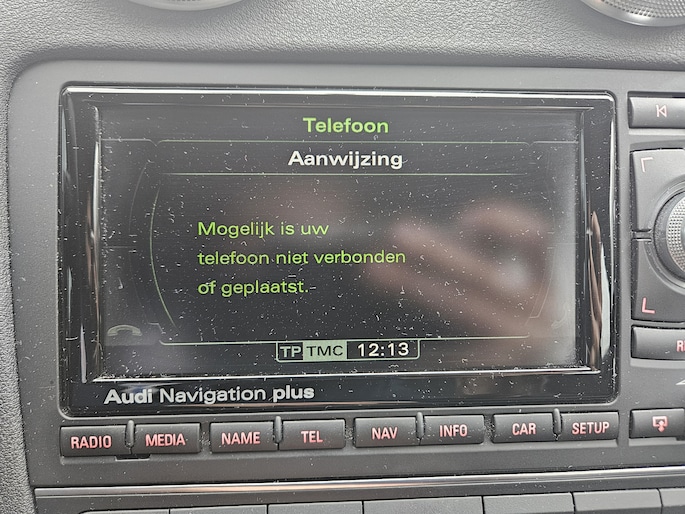 Telefoon
Aanwijzing
Mogelijk is uw
telefoon niet verbonden
of geplaatst.
TP TMC 12:13
Audi Navigation plus
RADIO MEDIA NAME TEL NAV INFO CAR SETUP